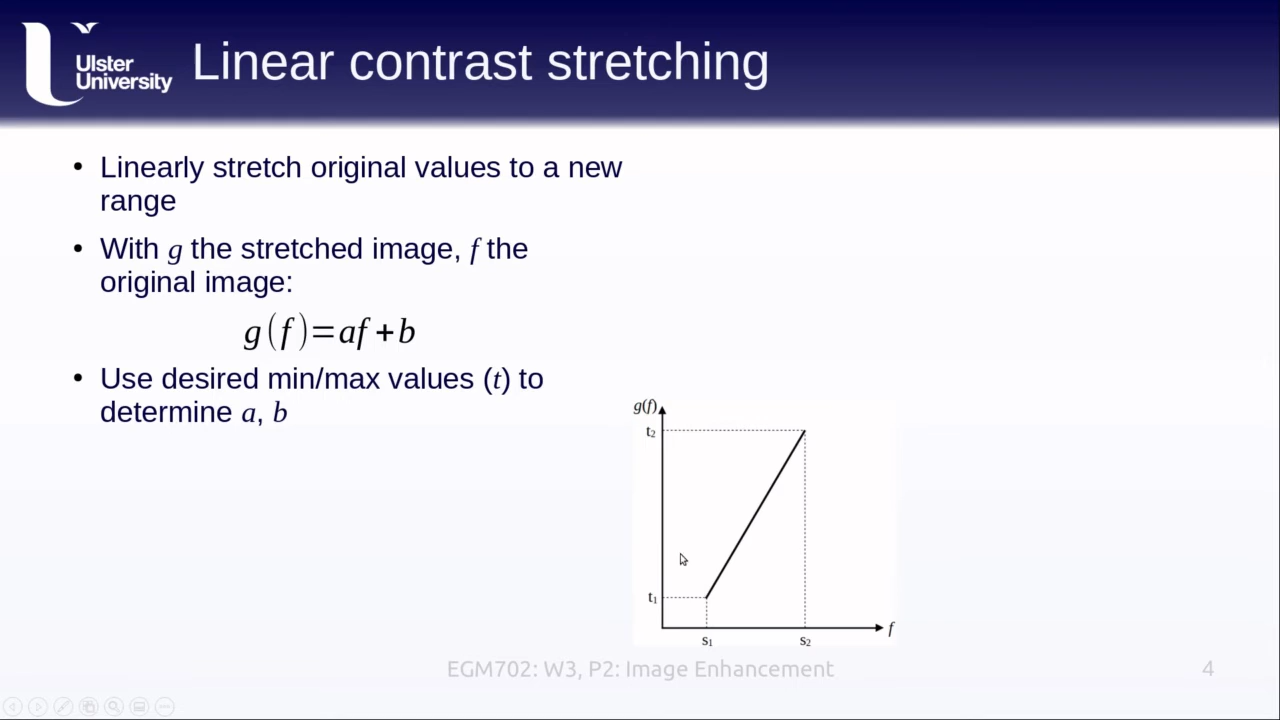 Ulster
University
Linear contrast stretching
• Linearly stretch original values to a new
range
• With g the stretched image, f the
original image:
g(f)=af+b
• Use desired min/max values (t) to
determine a, b
g(f)
t₂
t₁
s₁ s₂
f
EGM702: W3, P2: Image Enhancement 4